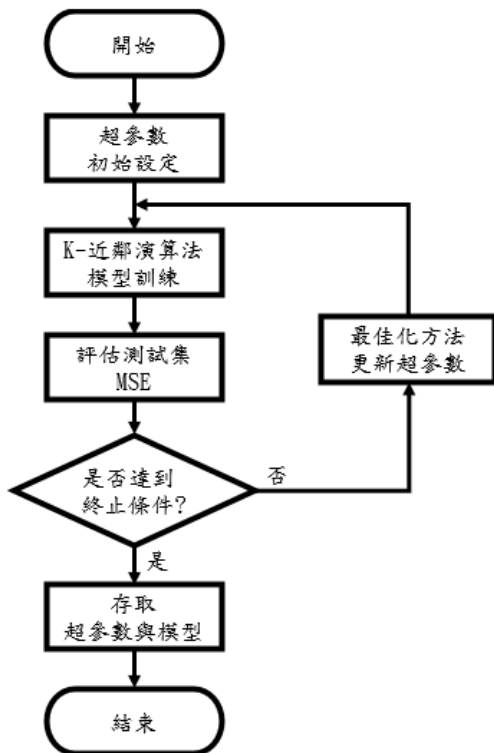 開始
超參數
初始設定
K-近鄰演算法
模型訓練
評估測試集
MSE
是否達到
終止條件?
否
最佳化方法
更新超參數
是
存取
超參數與模型
結束